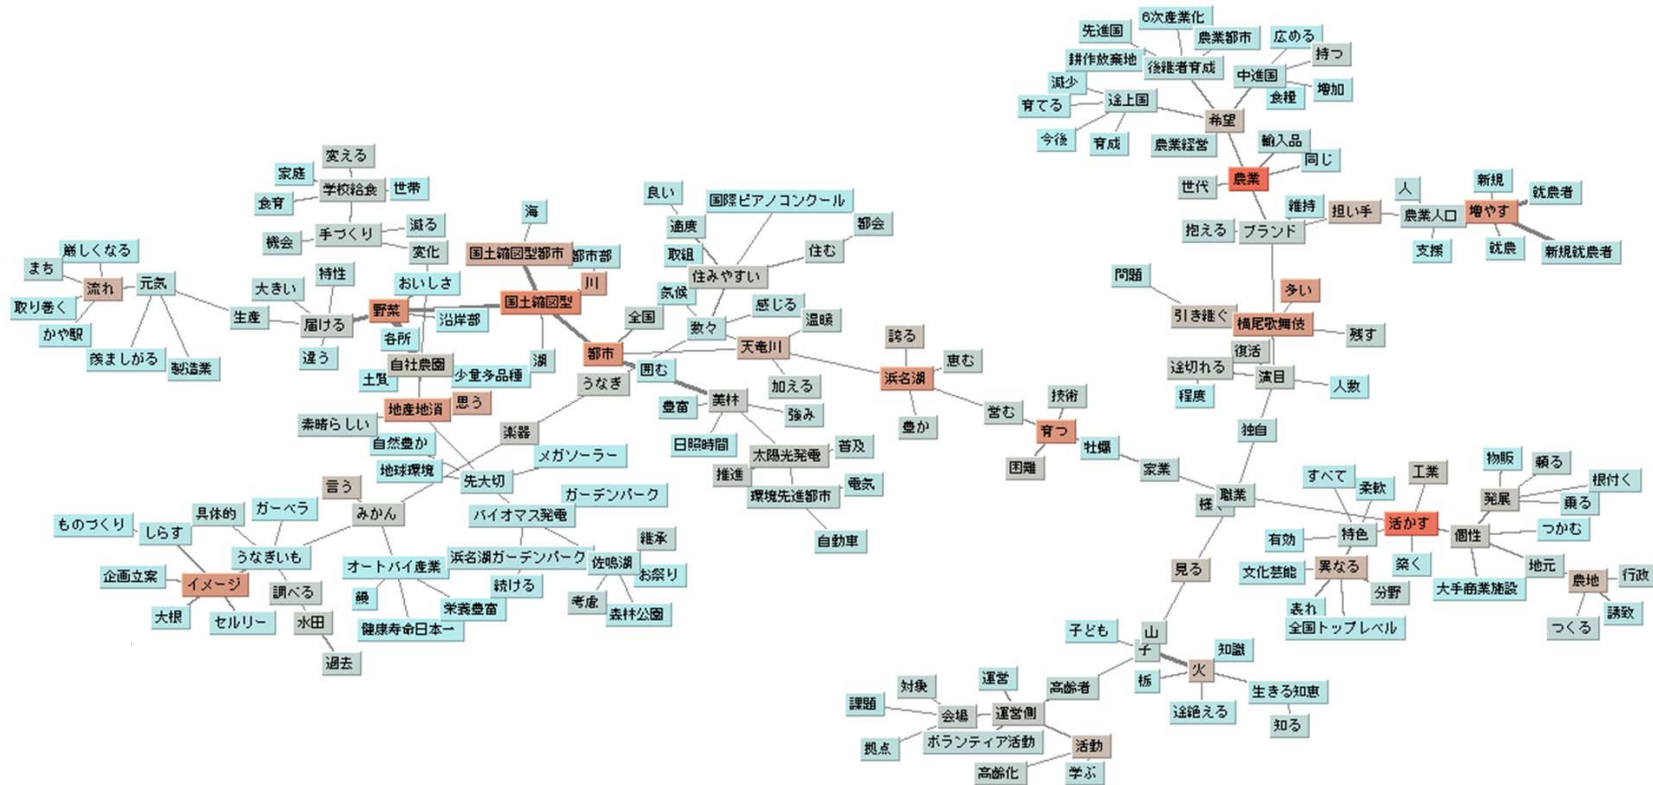 6次産業化
先進国
農業都市
広める
持つ
耕作放棄地
後継者育成
中進国
減少
増加
食糧
育てる
途上国
希望
今後
育成
農業経営
輸入品
同じ
世代
農業
変える
家庭
学校給食
世帯
食育
手づくり
減る
機会
変化
良い
国際ピアノコンクール
適度
都会
海
取組
住む
国土縮図型都市
都市部
住みやすい
人
新規
就農者
維持
担い手
農業人口
増やす
抱える
ブランド
支援
就農
新規就農者
厳しくなる
まち
流れ
元気
特性
大きい
おいしさ
川
気候
感じる
問題
多い
取り巻く
かや駅
生産
届ける
野菜
沿岸部
国土縮図型
全国
数々
温暖
引き継ぐ
横尾歌舞伎
残す
羨ましがる
製造業
違う
各所
自社農園
湖
都市
天竜川
誇る
恵む
復活
途切れる
演目
人数
程度
土質
少量多品種
うなぎ
囲む
加える
浜名湖
地産地消
思う
豊富
美林
強み
営む
技術
豊か
素晴らしい
自然豊か
楽器
日照時間
育つ
独自
困難
牡蠣
地球環境
メガソーラー
太陽光発電
普及
推進
家業
先大切
環境先進都市
電気
職業
様々
言う
ガーデンパーク
すべて
柔軟
工業
物販
頼る
根付く
発展
乗る
ものづくり
しらす
具体的
ガーベラ
みかん
バイオマス発電
自動車
有効
特色
活かす
個性
つかむ
うなぎいも
継承
企画立案
イメージ
オートバイ産業
浜名湖ガーデンパーク
佐鳴湖
お祭り
見る
文化芸能
異なる
築く
地元
農地
行政
大根
セルリー
調べる
鰻
続ける
栄養豊富
考慮
森林公園
表れ
分野
大手商業施設
誘致
水田
健康寿命日本一
全国トップレベル
つくる
過去
子ども
山
子
知識
火
栃
高齢者
生きる知恵
途絶える
知る
対象
運営
課題
会場
運営側
拠点
ボランティア活動
活動
高齢化
学ぶ